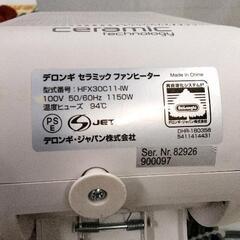 ceramic
technology
デロンギ セラミック ファンヒーター
型式番号: HFX30C11-IW
100V 50/60Hz 1150W
温度ヒューズ 94℃
PS
E
S JET
デロンギ・ジャパン株式会社
Made in China
DHR-180358
5411414431
Ser. Nr. 82926
900097